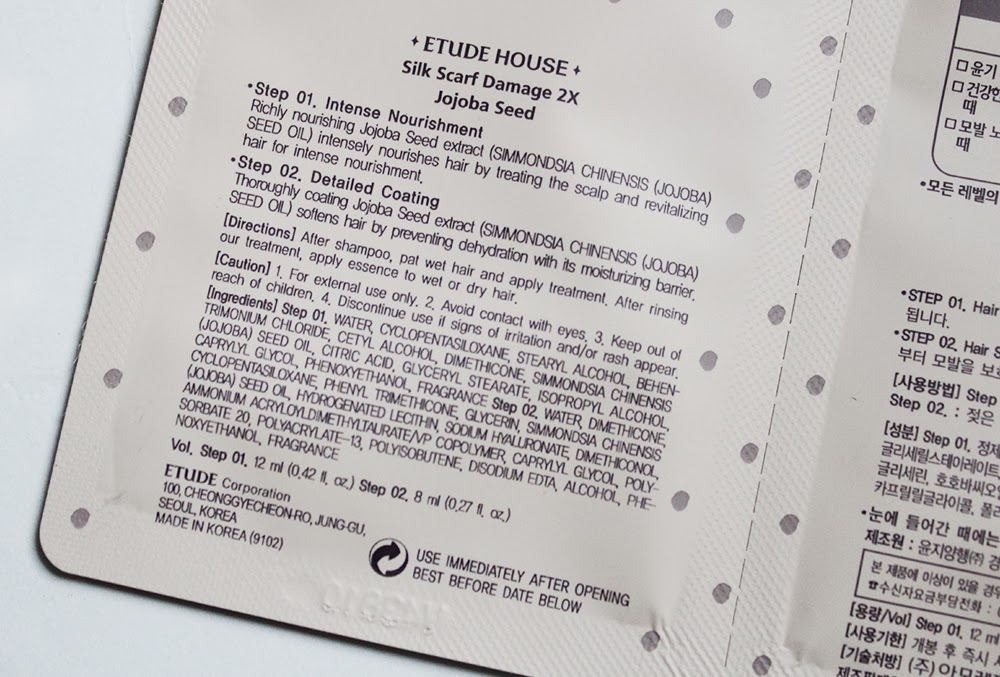 ETUDE HOUSE
Silk Scarf Damage 2X
Jojoba Seed
•Step 01. Intense Nourishment
Richly nourishing Jojoba Seed extract (SIMMONDSIA CHINENSIS (JOJOBA)
SEED OIL) intensely nourishes hair by treating the scalp and revitalizing
hair for intense nourishment.
•Step 02. Detailed Coating
Thoroughly coating Jojoba Seed extract (SIMMONDSIA CHINENSIS (JOJOBA)
SEED OIL) softens hair by preventing dehydration with its moisturizing barrier.
[Directions] After shampoo, pat wet hair and apply treatment. After rinsing
our treatment, apply essence to wet or dry hair.
[Caution] 1. For external use only. 2. Avoid contact with eyes. 3. Keep out of
reach of children. 4. Discontinue use if signs of irritation and/or rash appear.
[Ingredients] Step 01. WATER, CYCLOPENTASILOXANE, STEARYL ALCOHOL, BEHEN-
TRIMONIUM CHLORIDE, CETYL ALCOHOL, DIMETHICONE, SIMMONDSIA CHINENSIS
(JOJOBA) SEED OIL, CITRIC ACID, GLYCERYL STEARATE, ISOPROPYL ALCOHOL,
CAPRYLYL GLYCOL, PHENOXYETHANOL, FRAGRANCE Step 02. WATER, DIMETHICONE,
CYCLOPENTASILOXANE, PHENYL TRIMETHICONE, GLYCERIN, SIMMONDSIA CHINENSIS
(JOJOBA) SEED OIL, HYDROGENATED LECITHIN, SODIUM HYALURONATE, DIMETHICONOL,
AMMONIUM ACRYLOYLDIMETHYLTAURATE/VP COPOLYMER, CAPRYLYL GLYCOL, POLY-
SORBATE 20, POLYACRYLATE-13, POLYISOBUTENE, DISODIUM EDTA, ALCOHOL, PHE-
NOXYETHANOL, FRAGRANCE
Vol. Step 01. 12 ml (0.42 fl. oz.) Step 02. 8 ml (0.27 fl. oz.)
ETUDE Corporation
100, CHEONGGYECHEON-RO, JUNG-GU,
SEOUL, KOREA
MADE IN KOREA (9102)
USE IMMEDIATELY AFTER OPENING
BEST BEFORE DATE BELOW
□ 윤기
□ 건강한
때
□ 모발
때
•모든 레벨의
•STEP 01. Hair
됩니다.
•STEP 02. Hair
부터 모발을
[사용방법] Step
Step 02. : 젖은
[성분] Step 01. 정제
글리세릴스테아레이트,
글리세린, 호호바씨오
카프릴릴글라이콜,
•눈에 들어간 때에는
제조원 : 윤지양행㈜ 경
본 제품에 이상이 있을 경우
☎수신자요금부담전화 :
[용량/Vol] Step 01. 12 ml
[사용기한] 개봉 후 즉시
[기술처방] (주)아모레